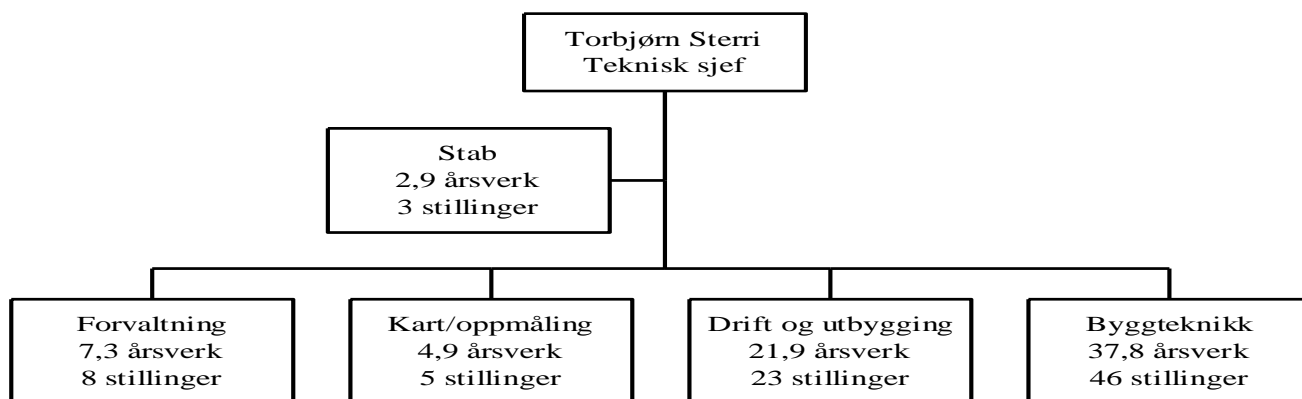 Torbjørn Sterri
Teknisk sjef
Stab
2,9 årsverk
3 stillinger
Forvaltning
7,3 årsverk
8 stillinger
Kart/oppmåling
4,9 årsverk
5 stillinger
Drift og utbygging
21,9 årsverk
23 stillinger
Byggteknikk
37,8 årsverk
46 stillinger